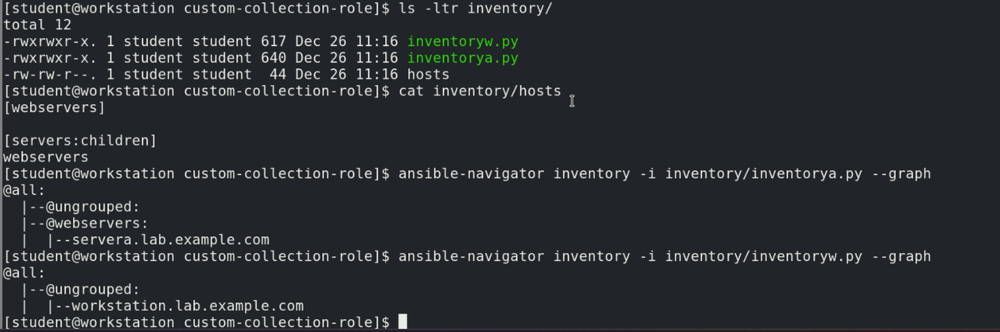 [student@workstation custom-collection-role]$ ls -ltr inventory/
total 12
-rwxrwxr-x. 1 student student 617 Dec 26 11:16 inventoryw.py
-rwxrwxr-x. 1 student student 640 Dec 26 11:16 inventorya.py
-rw-rw-r--. 1 student student  44 Dec 26 11:16 hosts
[student@workstation custom-collection-role]$ cat inventory/hosts
[webservers]

[servers:children]
webservers
[student@workstation custom-collection-role]$ ansible-navigator inventory -i inventory/inventorya.py --graph
@all:
  |--@ungrouped:
  |--@webservers:
  |  |--servera.lab.example.com
[student@workstation custom-collection-role]$ ansible-navigator inventory -i inventory/inventoryw.py --graph
@all:
  |--@ungrouped:
  |  |--workstation.lab.example.com
[student@workstation custom-collection-role]$